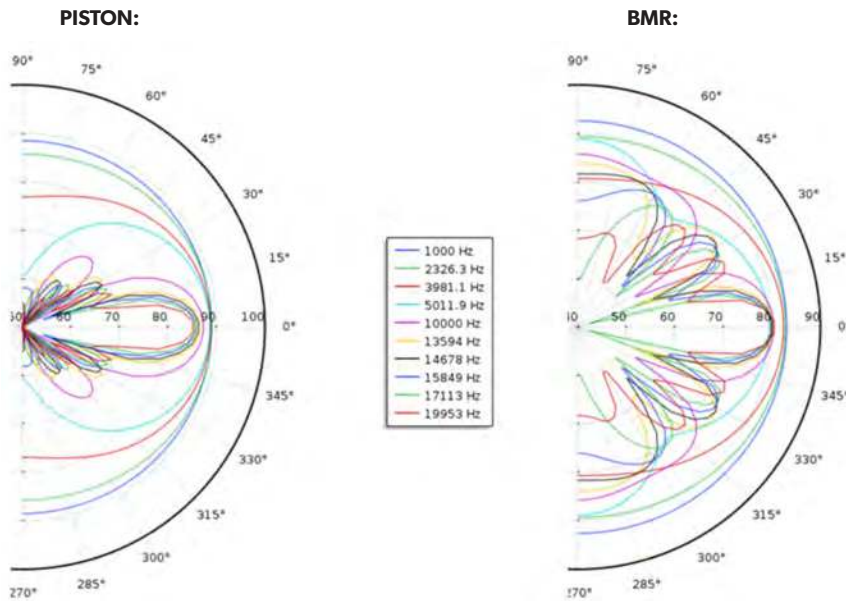 PISTON:
90°
75°
60°
45°
30°
15°
0°
345°
330°
315°
300°
285°
270°
60 70 80 90 100
1000 Hz
2326.3 Hz
3981.1 Hz
5011.9 Hz
10000 Hz
13594 Hz
14678 Hz
15849 Hz
17113 Hz
19953 Hz
BMR:
90°
75°
60°
45°
30°
15°
345°
330°
315°
300°
285°
270°
50 60 70 80 90